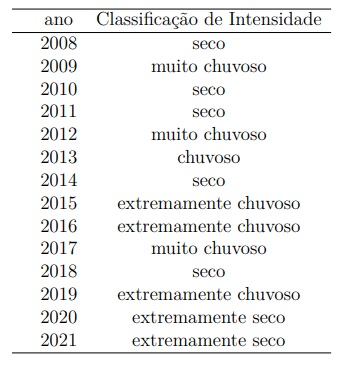 ano Classificação de Intensidade
2008 seco
2009 muito chuvoso
2010 seco
2011 seco
2012 muito chuvoso
2013 chuvoso
2014 seco
2015 extremamente chuvoso
2016 extremamente chuvoso
2017 muito chuvoso
2018 seco
2019 extremamente chuvoso
2020 extremamente seco
2021 extremamente seco